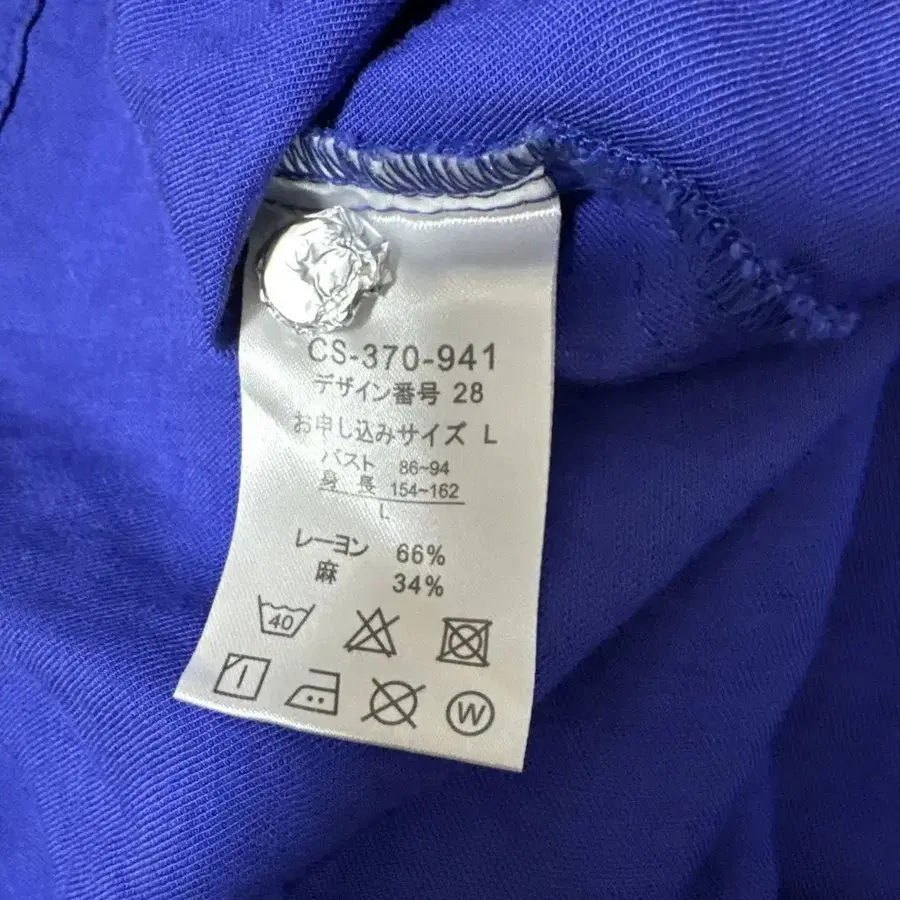 CS-370-941
デザイン番号 28
お申し込みサイズ L
バスト 86~94
身長 154~162
L
レーヨン 66%
麻 34%
40
W